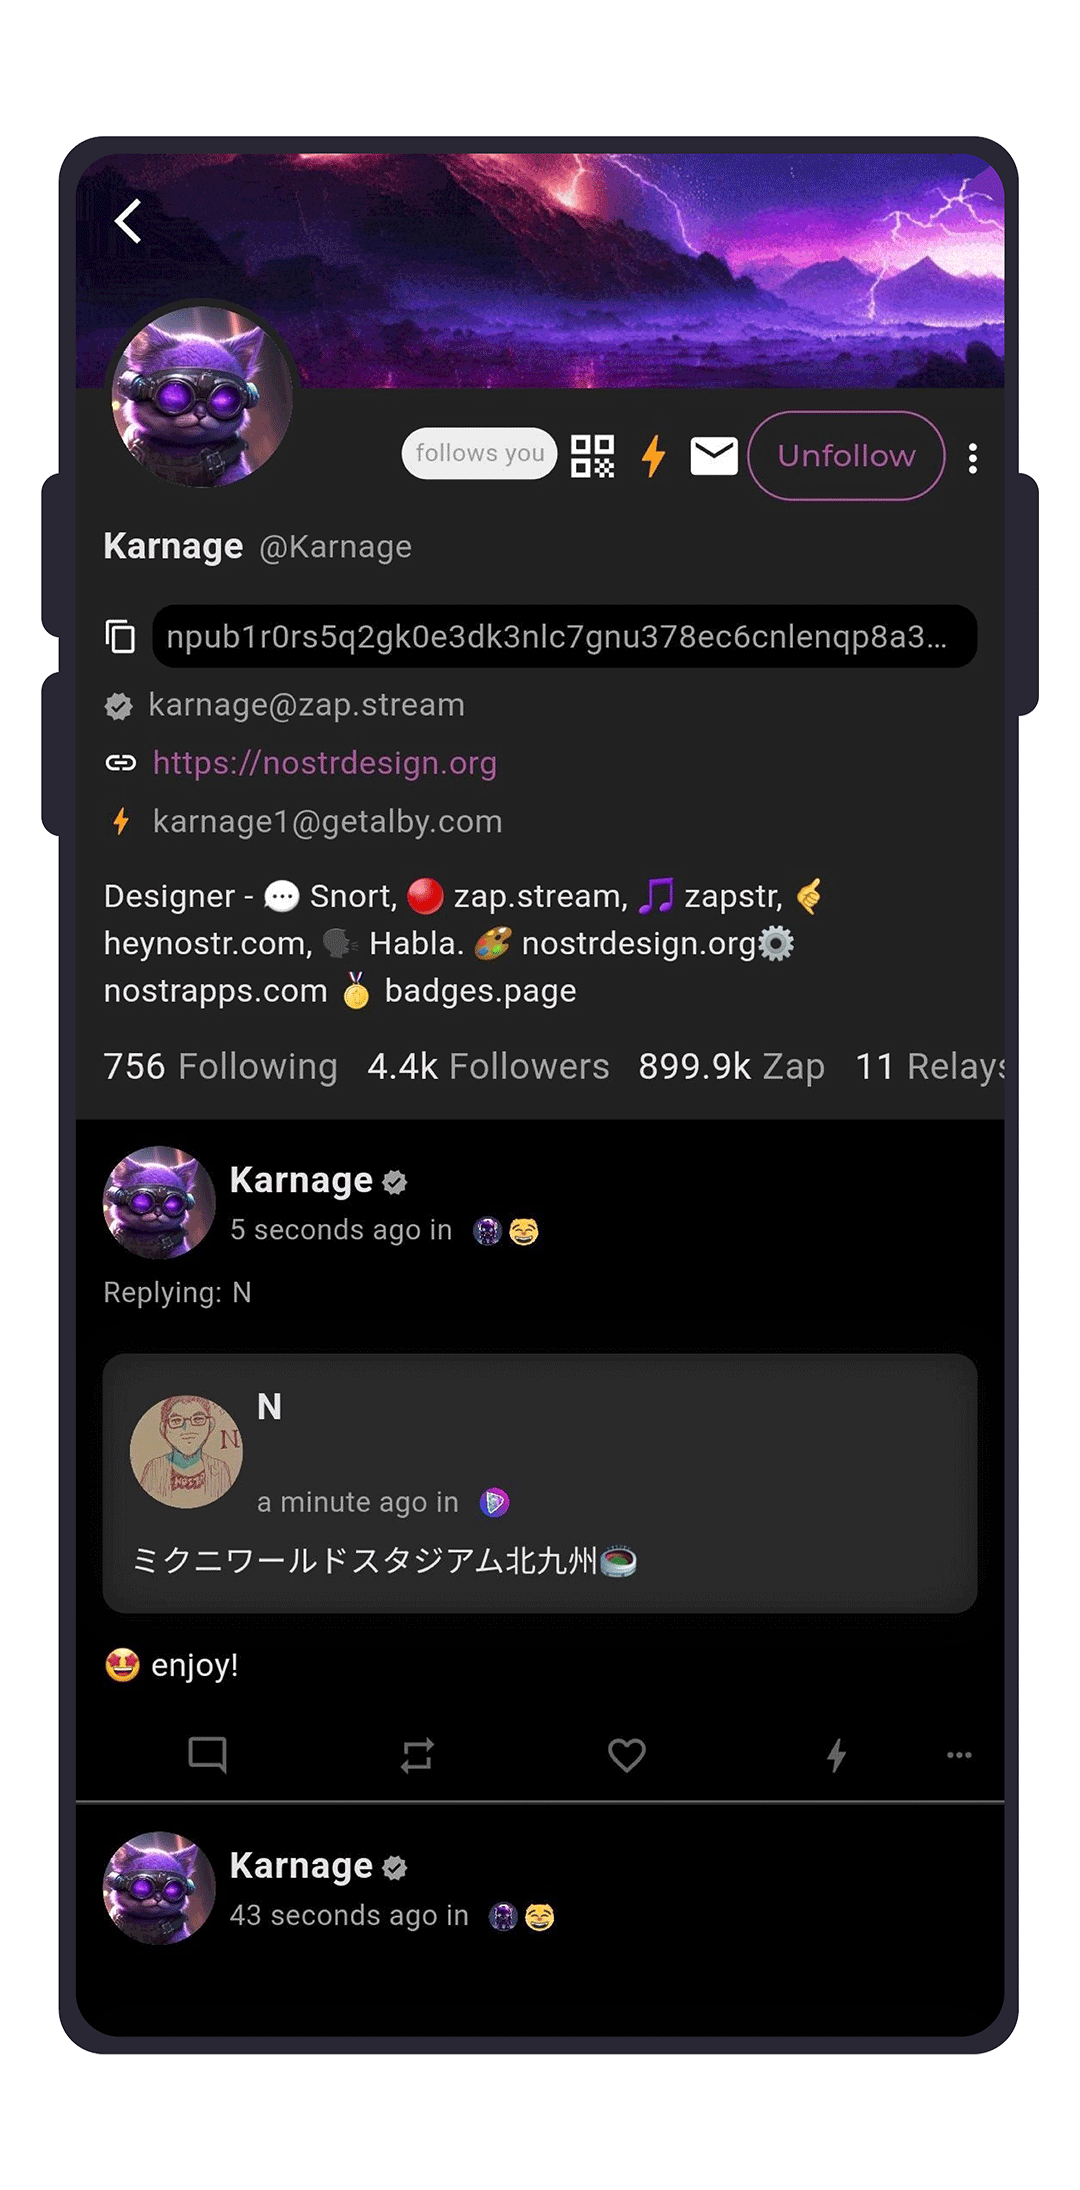 follows you
Unfollow
Karnage @Karnage
npub1r0rs5q2gk0e3dk3nlc7gnu378ec6cnlenqp8a3...
karnage@zap.stream
https://nostrdesign.org
karnage1@getalby.com
Designer - 💬 Snort, 🔴 zap.stream, 🎵 zapstr, 🤙
heynostr.com, 🗣️ Habla. 🎨 nostrdesign.org⚙️
nostrapps.com 🏅 badges.page
756 Following 4.4k Followers 899.9k Zap 11 Relays
Karnage
5 seconds ago in
Replying: N
N
N
a minute ago in
ミクニワールドスタジアム北九州🏟️
🤩 enjoy!
Karnage
43 seconds ago in